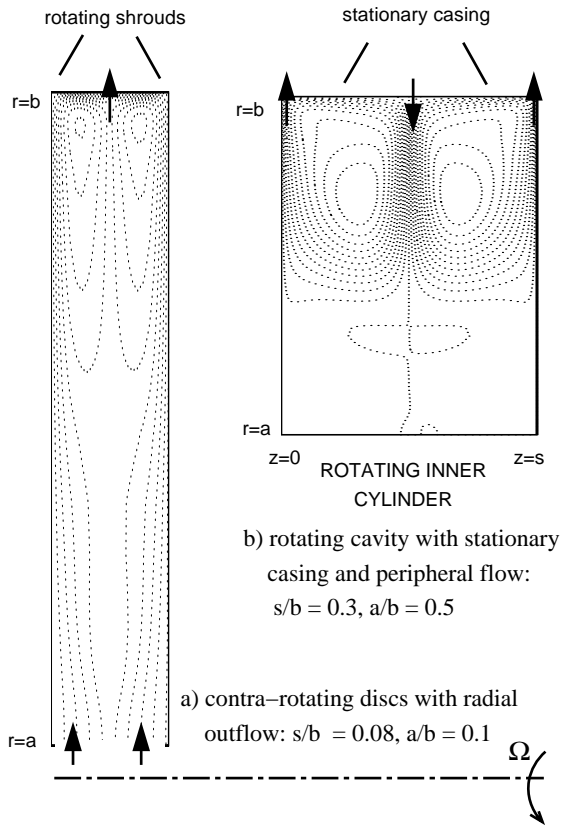 rotating shrouds
stationary casing
r=b
r=b
r=a
z=0
z=s
ROTATING INNER
CYLINDER
b) rotating cavity with stationary
casing and peripheral flow:
s/b = 0.3, a/b = 0.5
a) contra−rotating discs with radial
outflow: s/b = 0.08, a/b = 0.1
r=a
Ω